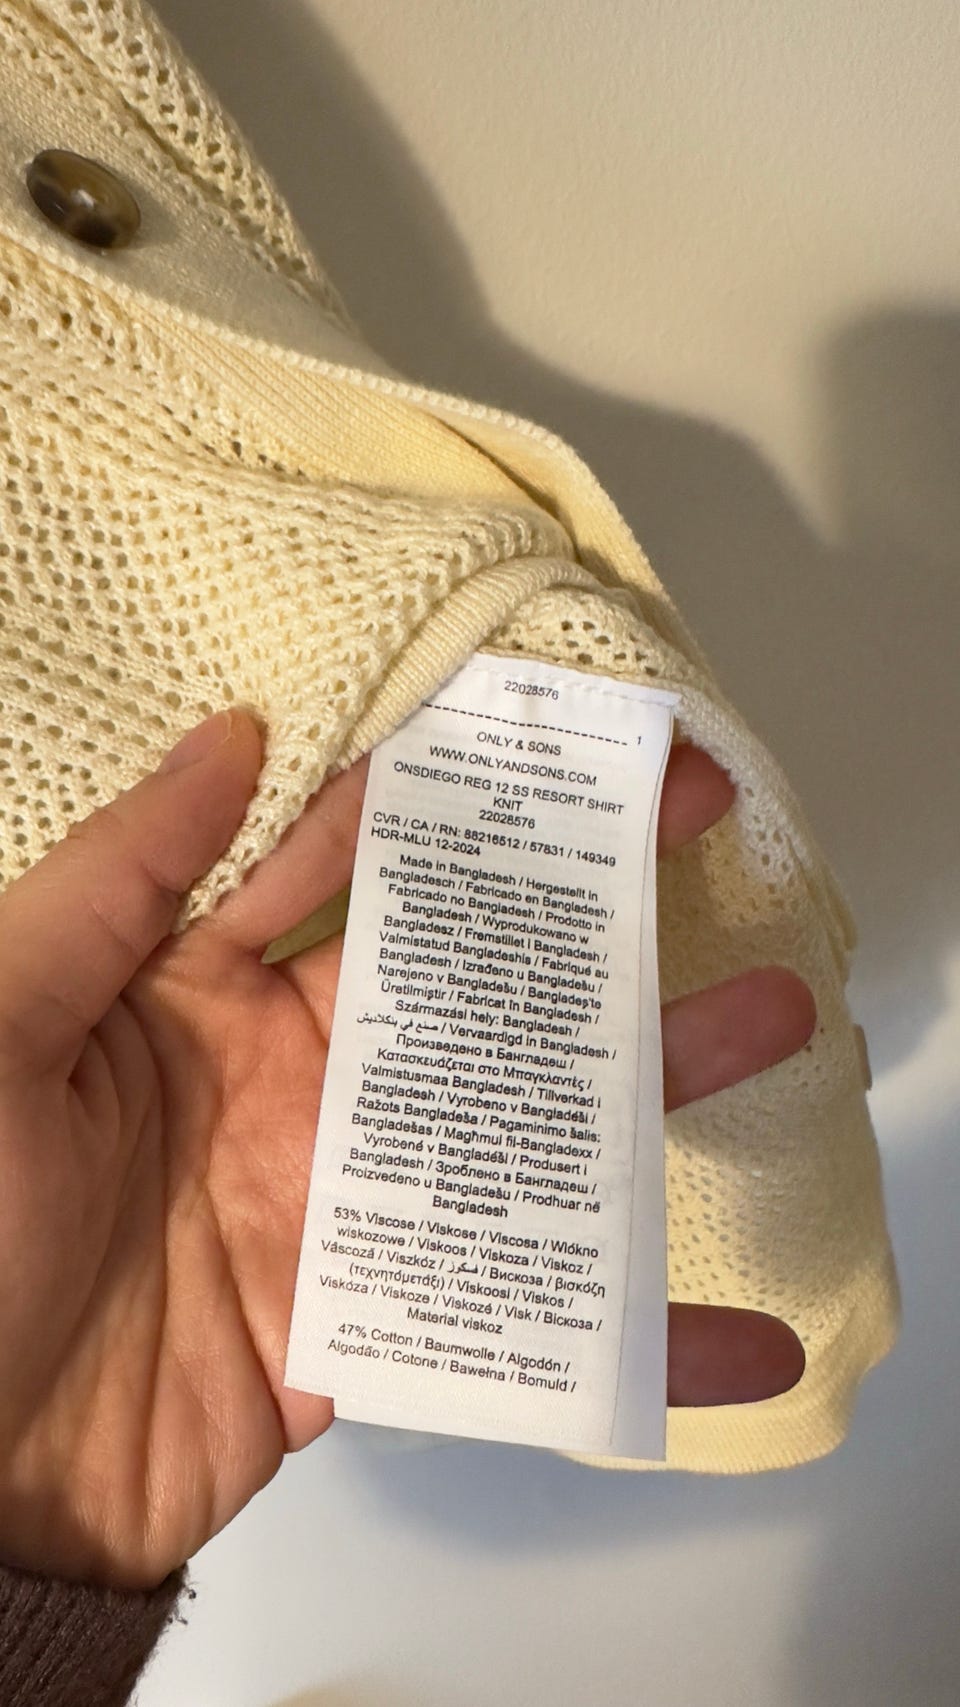 22028576
1
ONLY & SONS
WWW.ONLYANDSONS.COM
ONSDIEGO REG 12 SS RESORT SHIRT
KNIT
22028576
CVR / CA / RN: 88216512 / 57831 / 149349
HDR-MLU 12-2024
Made in Bangladesh / Hergestellt in
Bangladesch / Fabricado en Bangladesh /
Fabricado no Bangladesh / Prodotto in
Bangladesh / Wyprodukowano w
Bangladesz / Fremstillet i Bangladesh /
Valmistatud Bangladeshis / Fabriqué au
Bangladesh / Izrađeno u Bangladešu /
Narejeno v Bangladešu / Bangladeş'te
Üretilmiştir / Fabricat în Bangladesh /
Származási hely: Bangladesh /
صنع في بنكلاديش / Vervaardigd in Bangladesh /
Произведено в Бангладеш /
Κατασκευάζεται στο Μπαγκλαντές /
Valmistusmaa Bangladesh / Tillverkad i
Bangladesh / Vyrobeno v Bangladéši /
Ražots Bangladeša / Pagaminimo šalis:
Bangladešas / Magħmul fil-Bangladexx /
Vyrobené v Bangladéši / Produsert i
Bangladesh / Зроблено в Бангладеш /
Proizvedeno u Bangladešu / Prodhuar në
Bangladesh
53% Viscose / Viskose / Viscosa / Włókno
wiskozowe / Viskoos / Viskoza / Viskoz /
Vâscoză / Viszkóz / فسكوز / Вискоза / βισκόζη
(τεχνητόμετάξι) / Viskoosi / Viskos /
Viskóza / Viskoze / Viskozé / Visk / Віскоза /
Material viskoz
47% Cotton / Baumwolle / Algodón /
Algodão / Cotone / Bawełna / Bomuld /